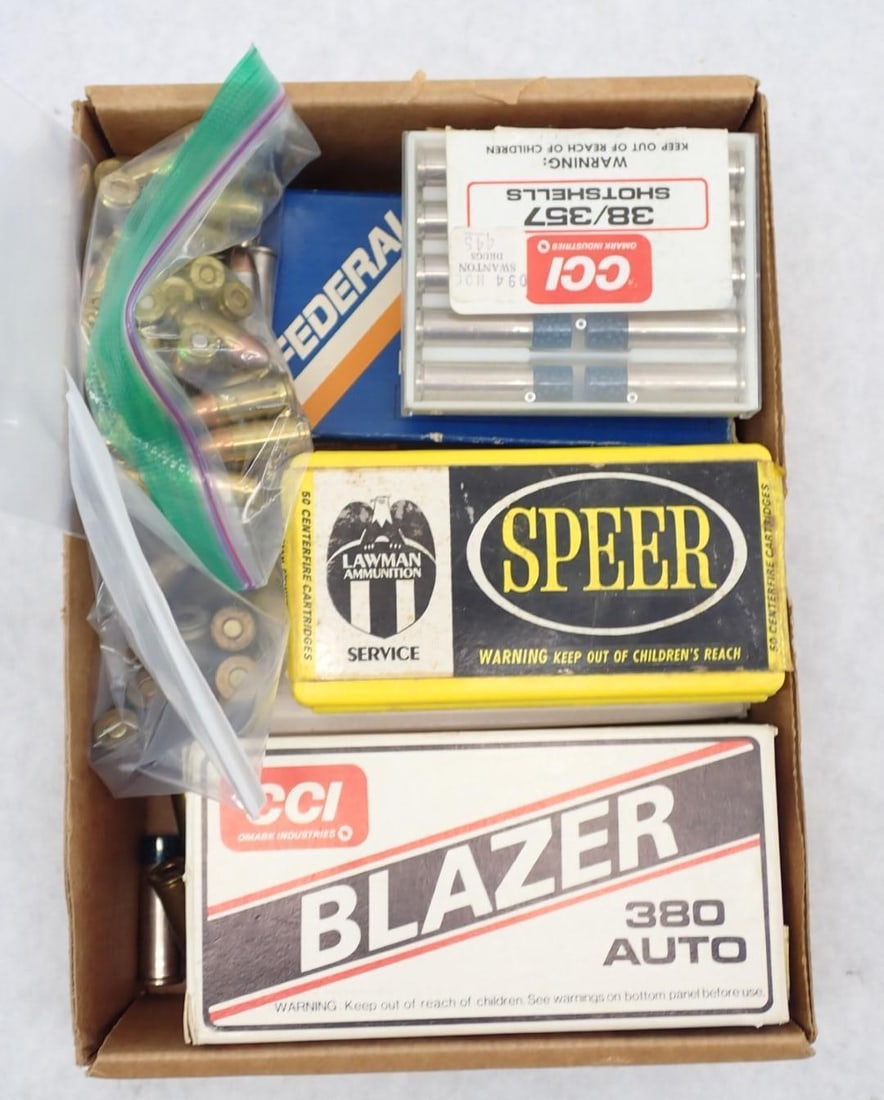 FEDERAL
WARNING:
KEEP OUT OF REACH OF CHILDREN
38/357
SHOTSHELLS
CCI
OMARK INDUSTRIES
SWANTON
DRUGS
44S
50 CENTERFIRE CARTRIDGES
LAWMAN
AMMUNITION
SERVICE
SPEER
WARNING KEEP OUT OF CHILDREN'S REACH
50 CENTERFIRE CARTRIDGES
CCI
OMARK INDUSTRIES
BLAZER
380
AUTO
WARNING: Keep out of reach of children. See warnings on bottom panel before use.